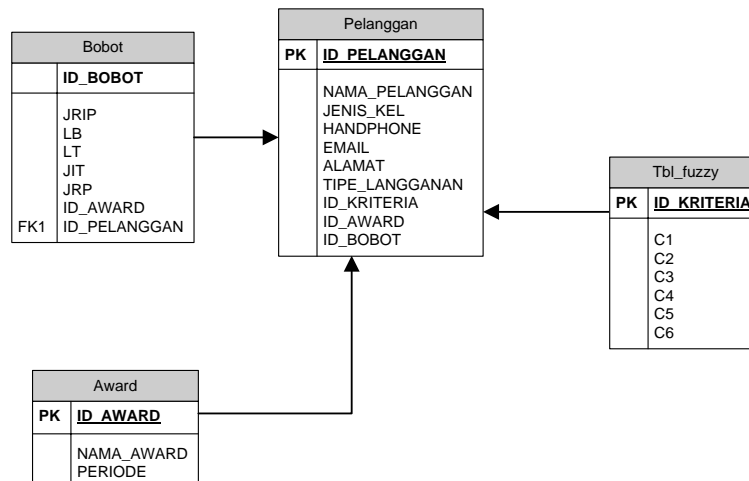 Bobot
ID_BOBOT
JRIP
LB
LT
JIT
JRP
ID_AWARD
FK1 ID_PELANGGAN
Pelanggan
PK ID_PELANGGAN
NAMA_PELANGGAN
JENIS_KEL
HANDPHONE
EMAIL
ALAMAT
TIPE_LANGGANAN
ID_KRITERIA
ID_AWARD
ID_BOBOT
Tbl_fuzzy
PK ID_KRITERIA
C1
C2
C3
C4
C5
C6
Award
PK ID_AWARD
NAMA_AWARD
PERIODE